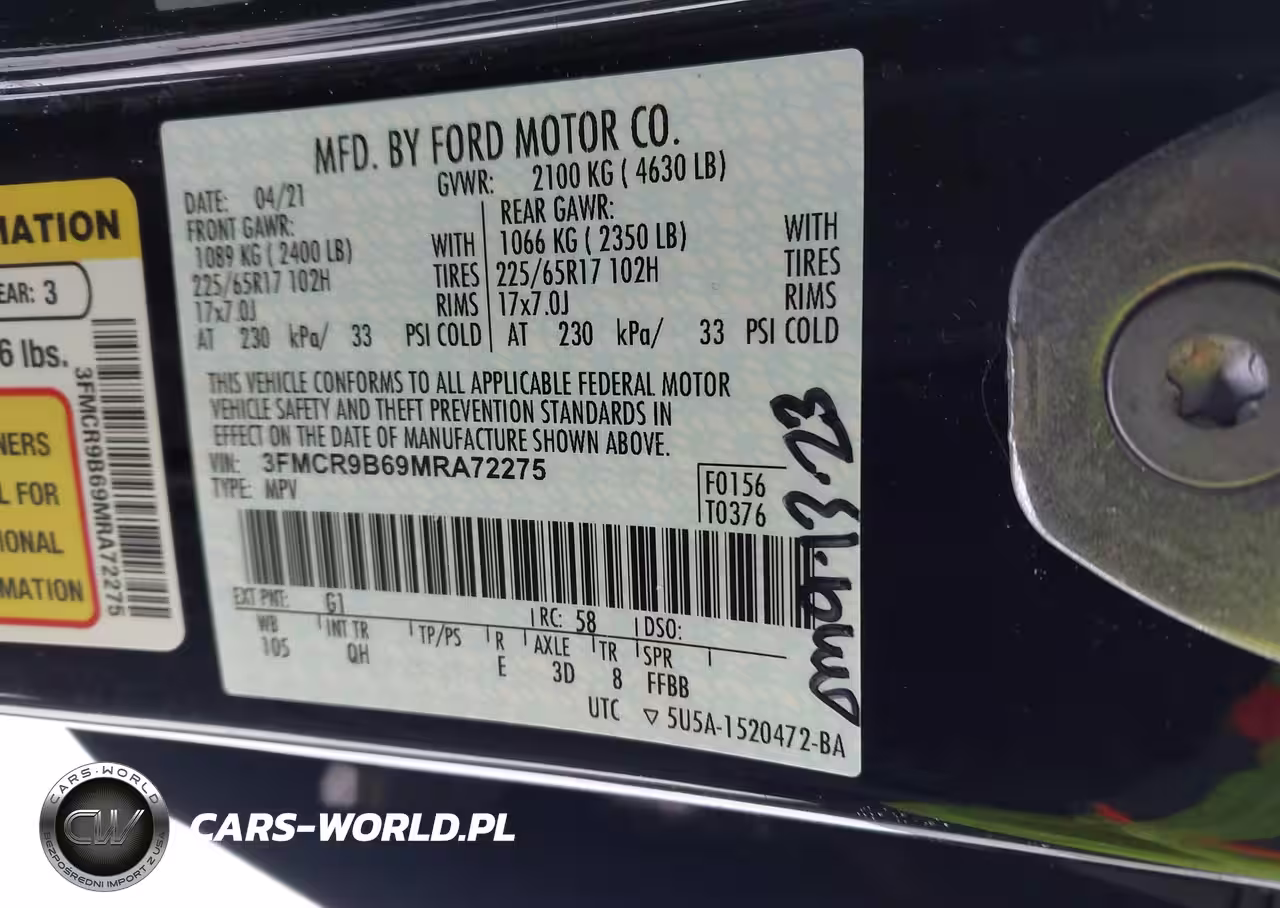 MATION
EAR: 3
6 lbs.
NERS
L FOR
IONAL
MATION
3FMCR9B69MRA72275
MFD. BY FORD MOTOR CO.
DATE: 04/21 GVWR: 2100 KG ( 4630 LB)
FRONT GAWR: REAR GAWR:
1089 KG ( 2400 LB) WITH 1066 KG ( 2350 LB) WITH
225/65R17 102H TIRES 225/65R17 102H TIRES
17x7.0J RIMS 17x7.0J RIMS
AT 230 kPa/ 33 PSI COLD AT 230 kPa/ 33 PSI COLD
THIS VEHICLE CONFORMS TO ALL APPLICABLE FEDERAL MOTOR
VEHICLE SAFETY AND THEFT PREVENTION STANDARDS IN
EFFECT ON THE DATE OF MANUFACTURE SHOWN ABOVE.
VIN: 3FMCR9B69MRA72275
TYPE: MPV
F0156
T0376
EXT PNT: G1 RC: 58 DSO:
WB INT TR TP/PS R AXLE TR SPR
105 QH E 3D 8 FFBB
UTC ▽ 5U5A-1520472-BA
CARS-WORLD
CW
BEZPOŚREDNI IMPORT Z USA
CARS-WORLD.PL